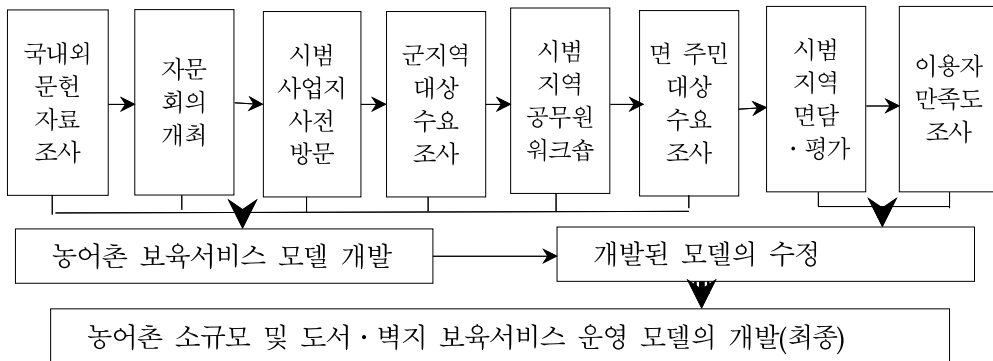 국내외
문헌
자료
조사
자문
회의
개최
시범
사업지
사전
방문
군지역
대상
수요
조사
시범
지역
공무원
워크숍
면 주민
대상
수요
조사
시범
지역
면담
·평가
이용자
만족도
조사
농어촌 보육서비스 모델 개발
개발된 모델의 수정
농어촌 소규모 및 도서·벽지 보육서비스 운영 모델의 개발(최종)